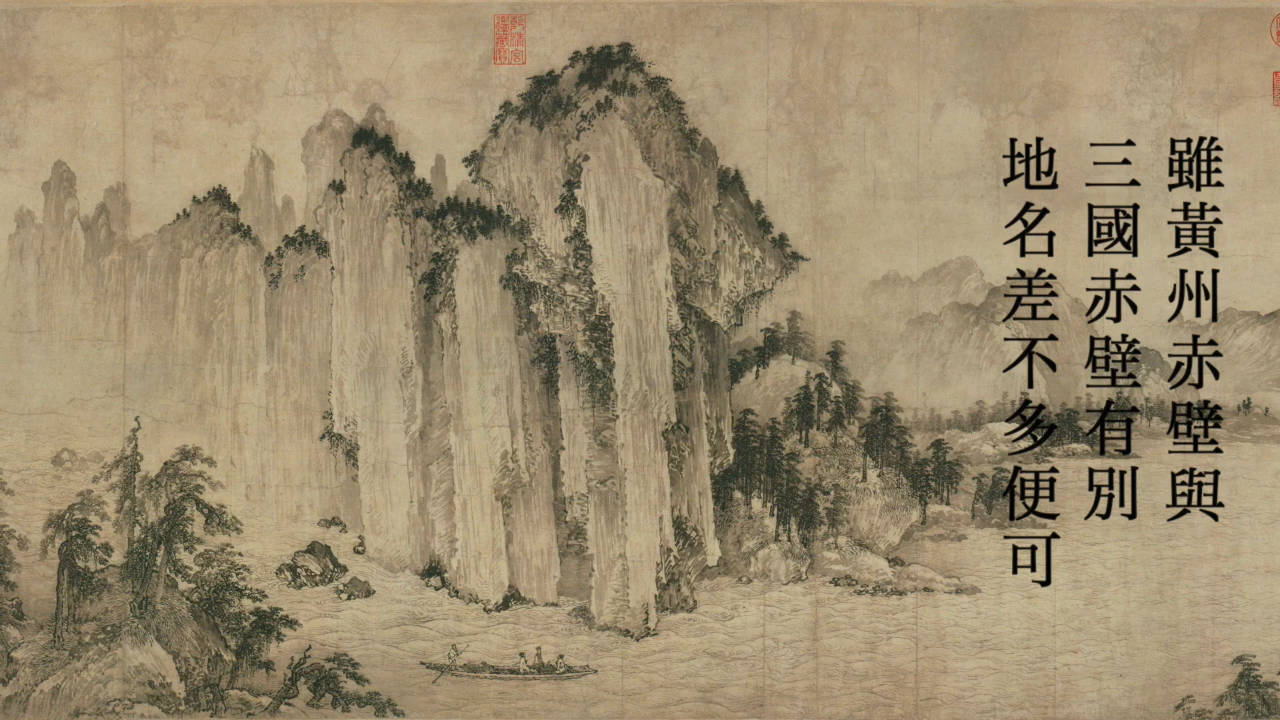 雖黃州赤壁與
三國赤壁有別
地名差不多便可